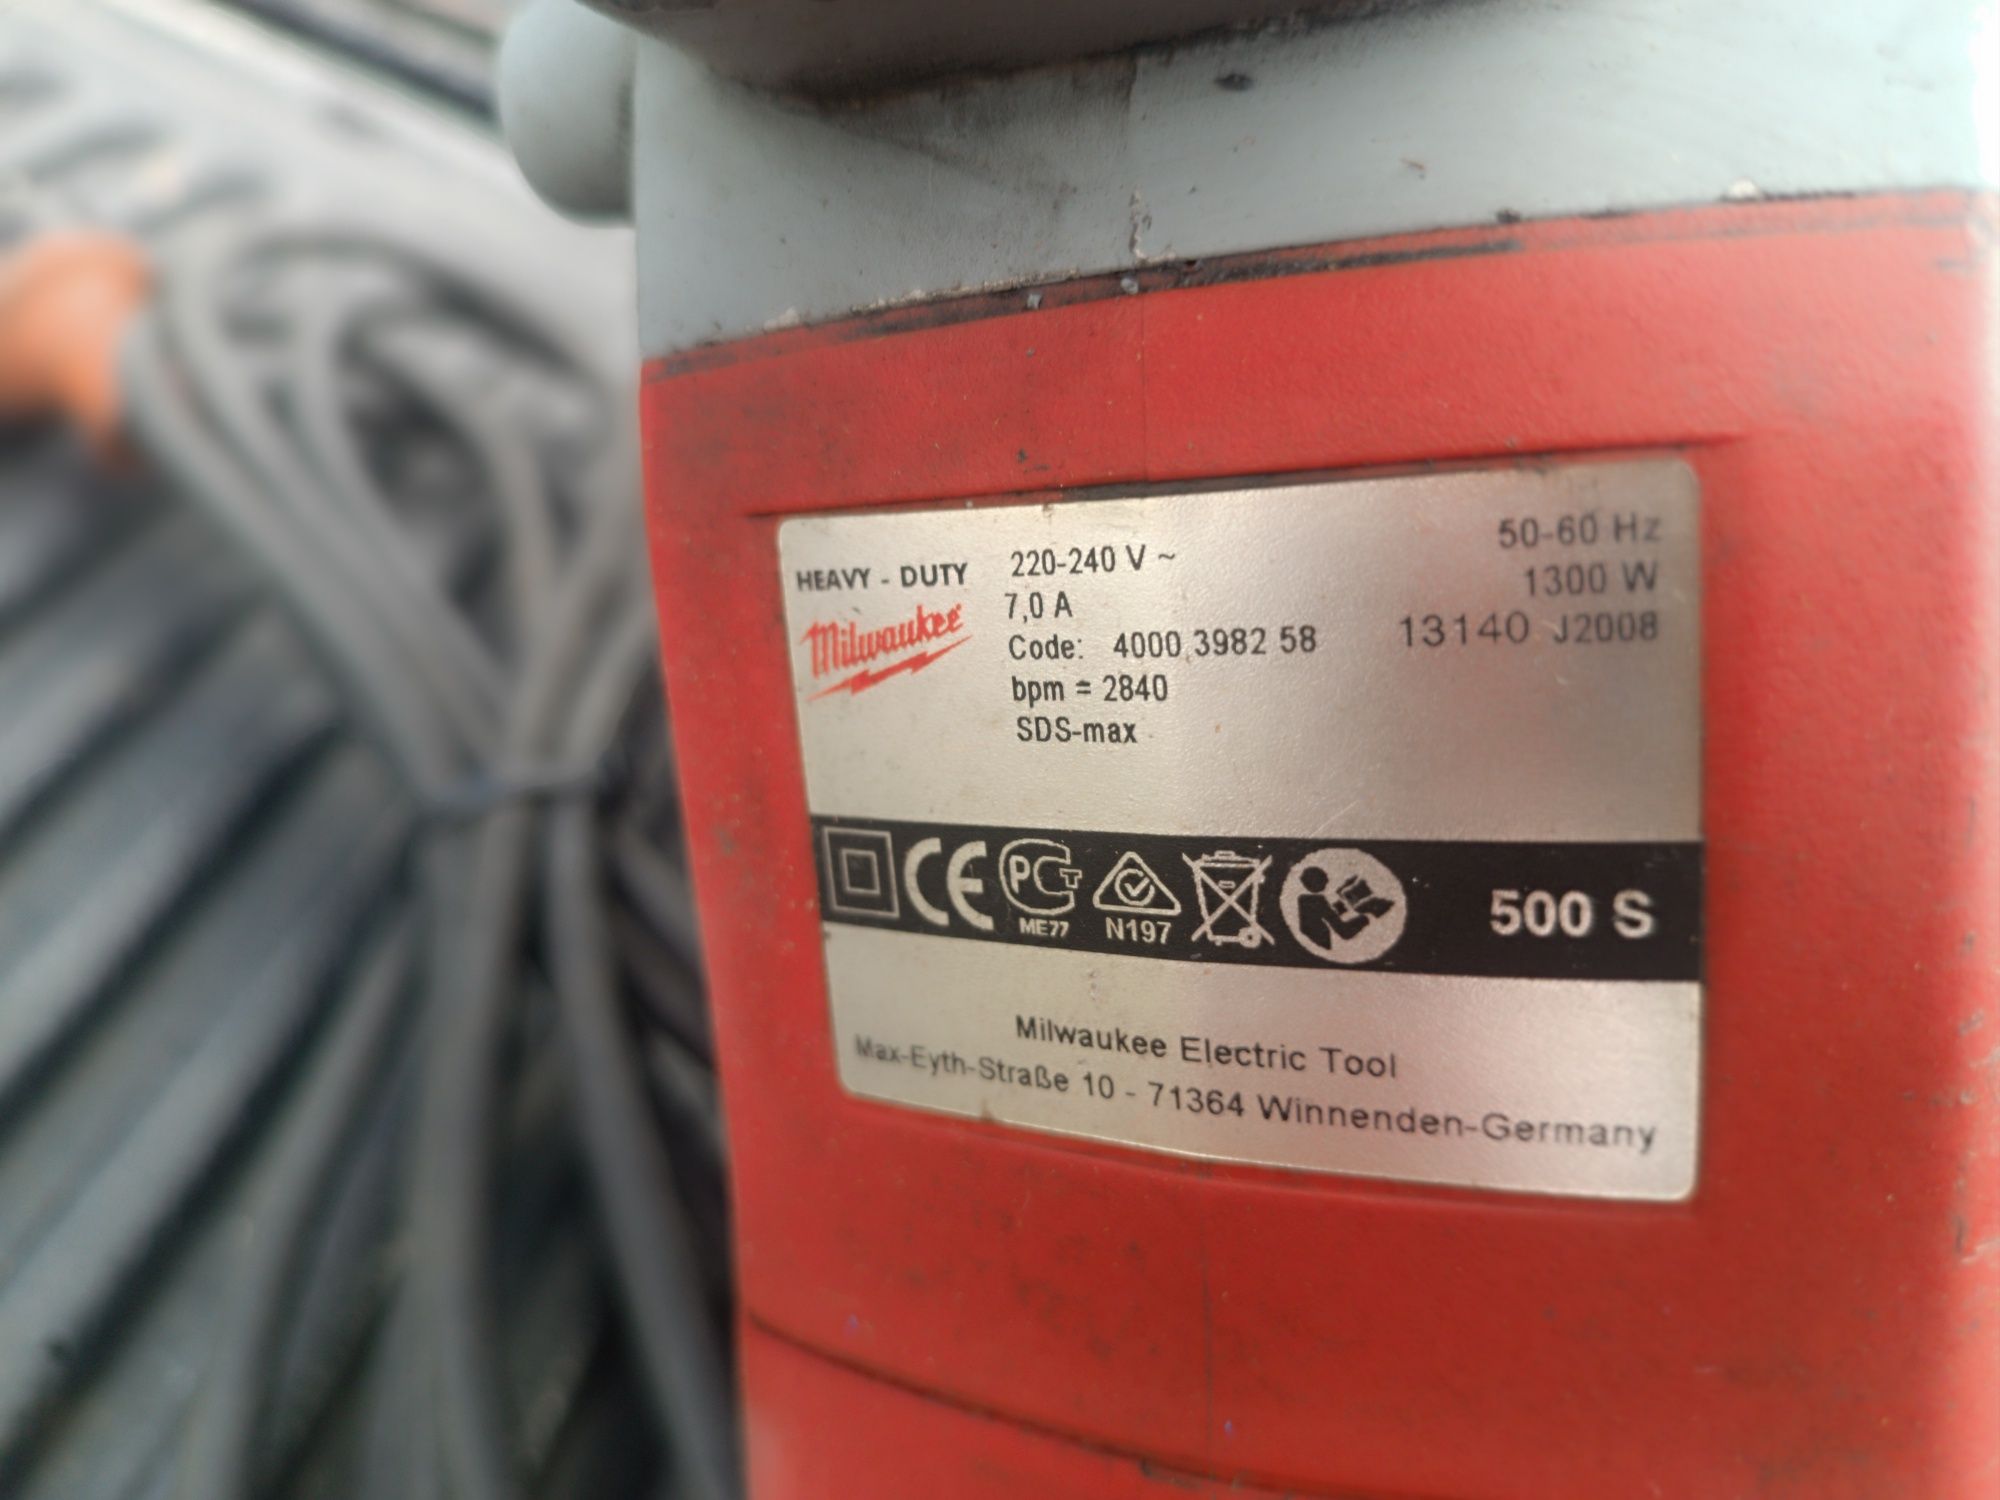 HEAVY - DUTY
Milwaukee
220-240 V ~ 50-60 Hz
7,0 A 1300 W
Code: 4000 3982 58 13140 J2008
bpm = 2840
SDS-max
CE PCT ME77 N197 500 S
Milwaukee Electric Tool
Max-Eyth-Straße 10 - 71364 Winnenden-Germany